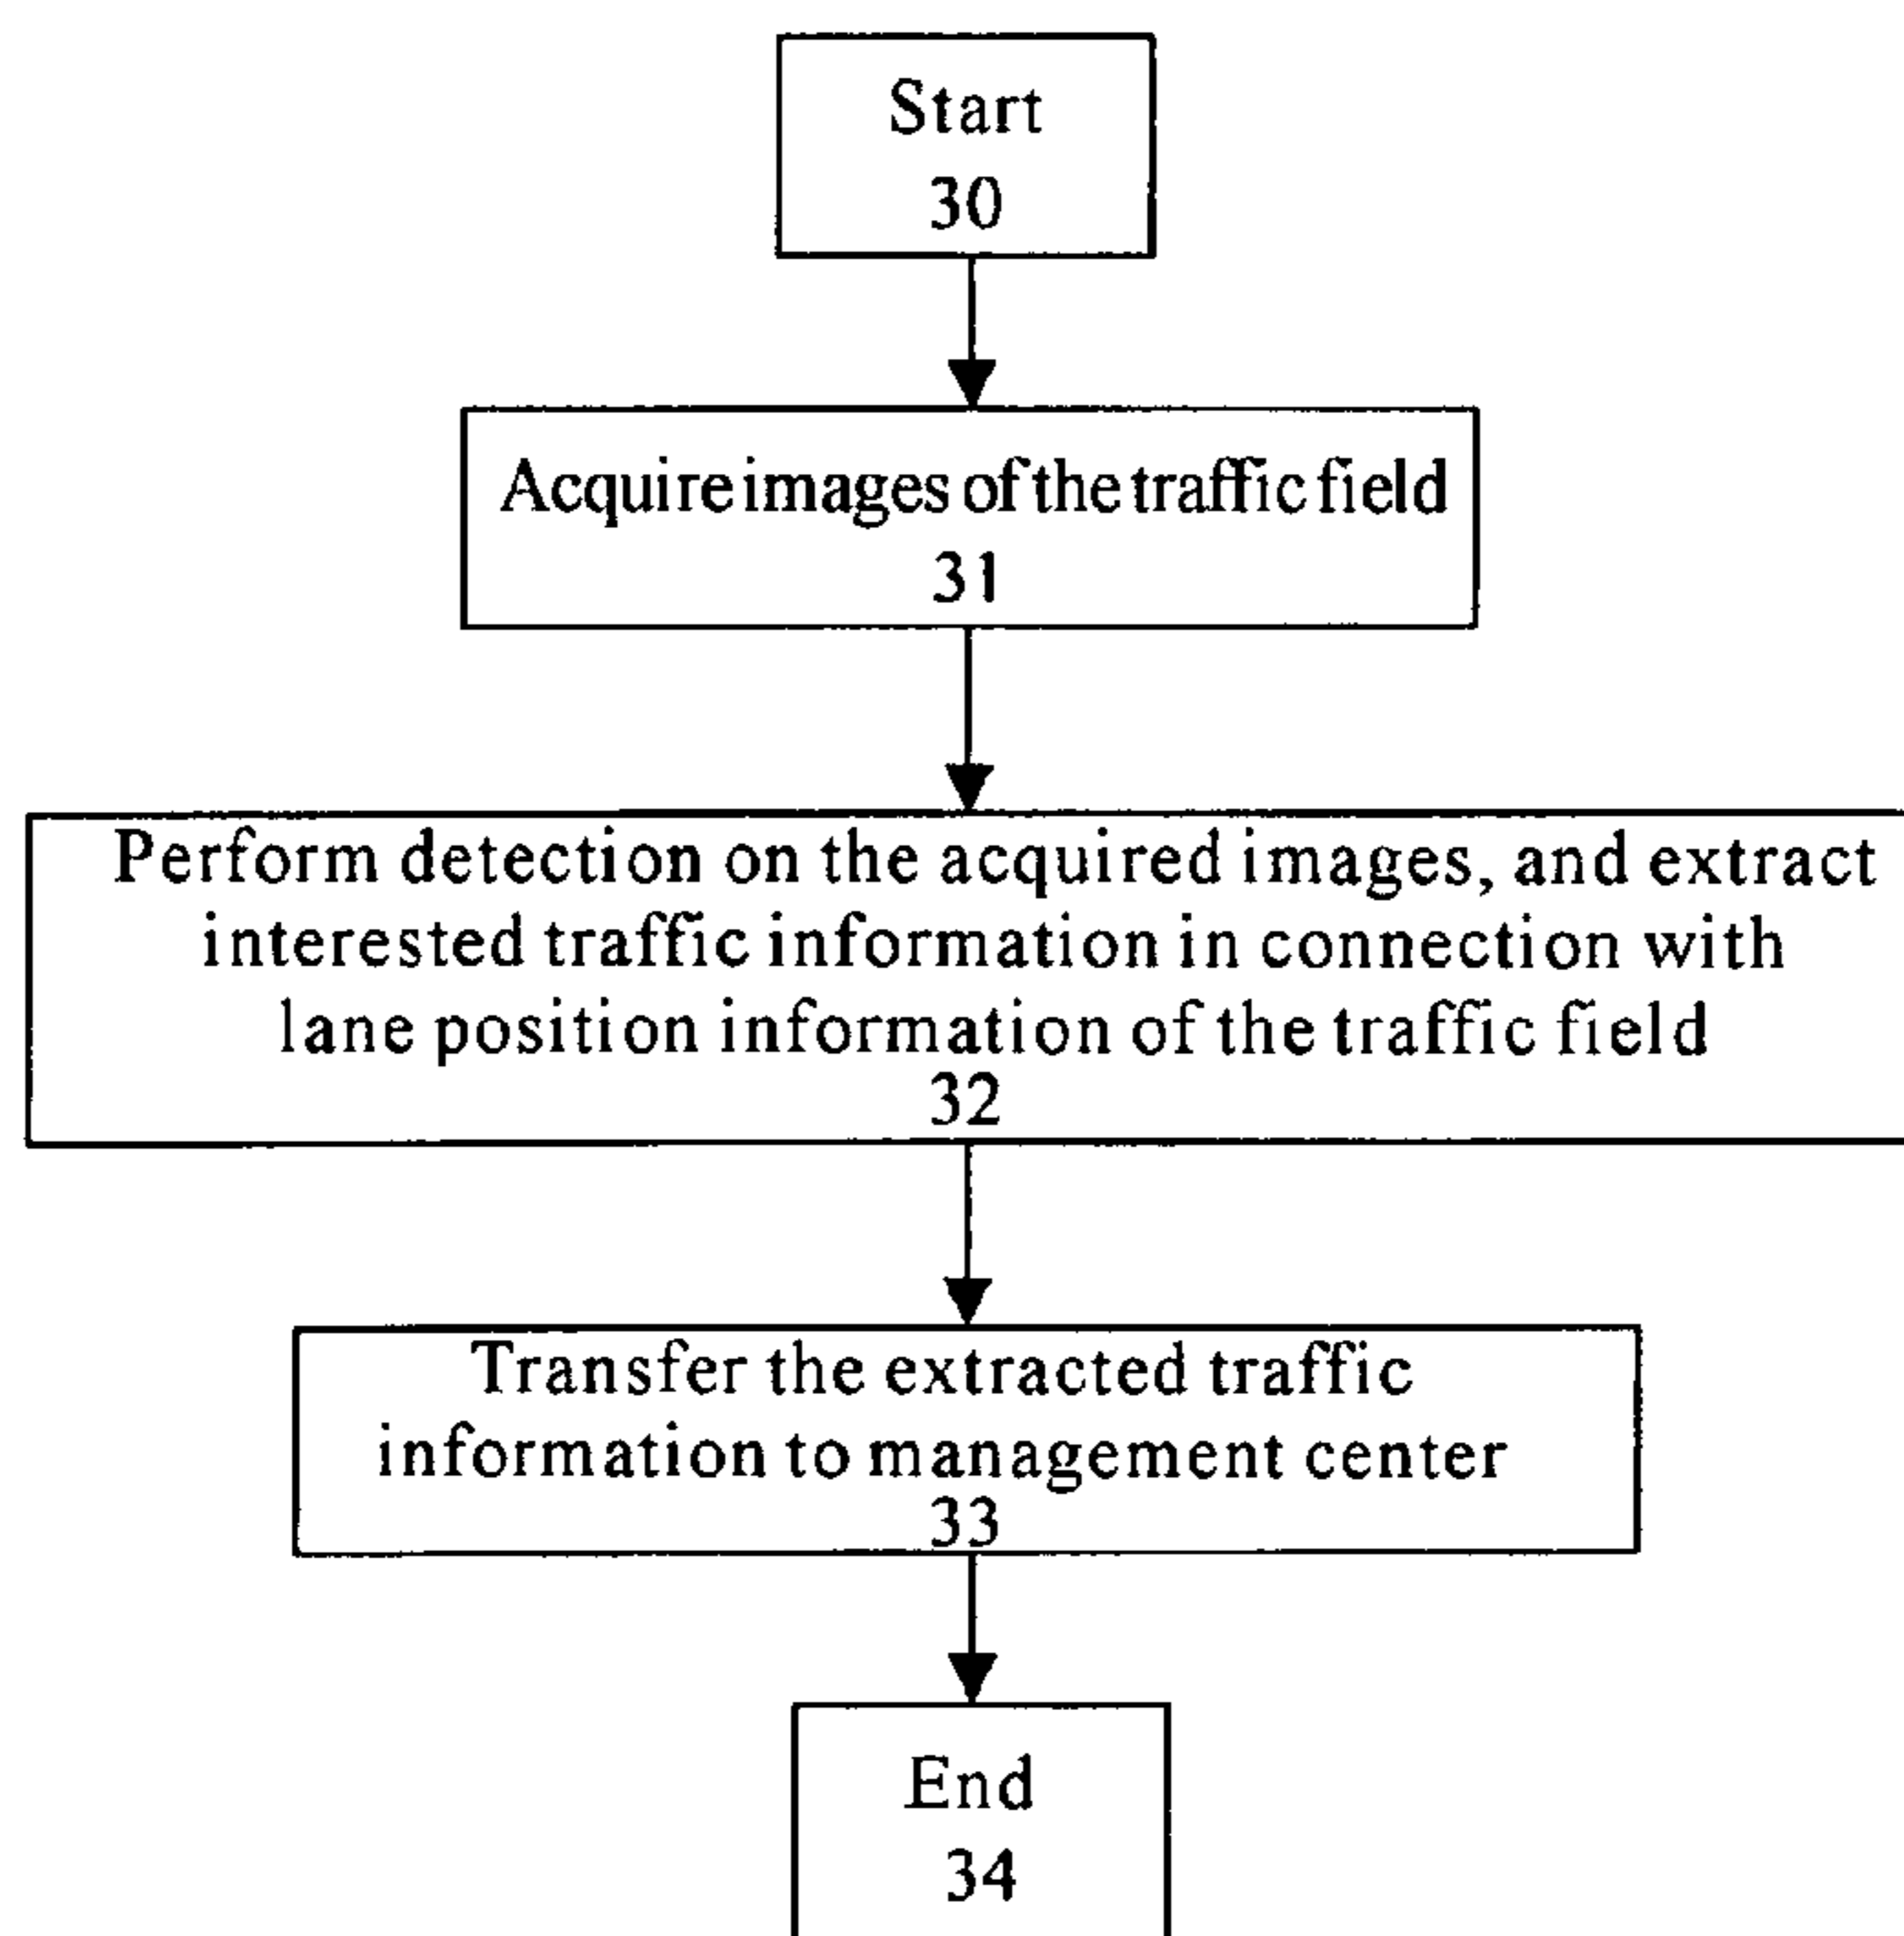 Start
30
Acquire images of the traffic field
31
Perform detection on the acquired images, and extract
interested traffic information in connection with
lane position information of the traffic field
32
Transfer the extracted traffic
information to management center
33
End
34